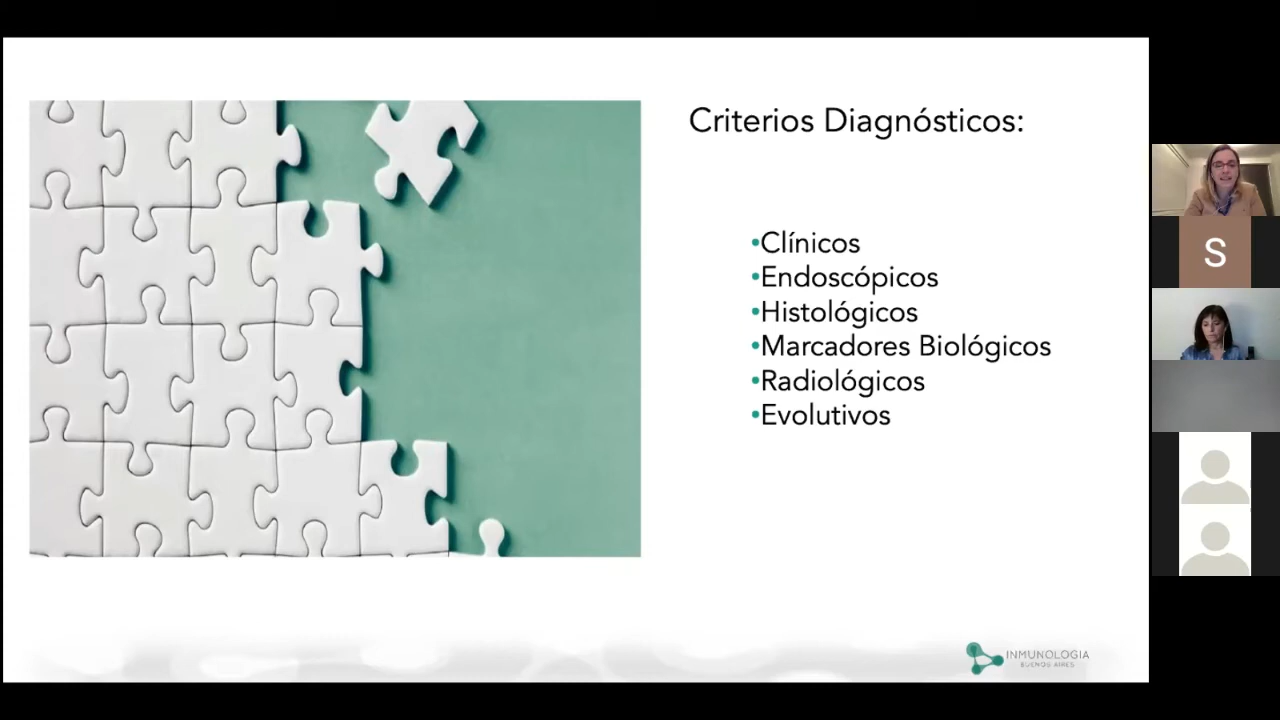 Criterios Diagnósticos:
•Clínicos
•Endoscópicos
•Histológicos
•Marcadores Biológicos
•Radiológicos
•Evolutivos
S
INMUNOLOGIA
BUENOS AIRES